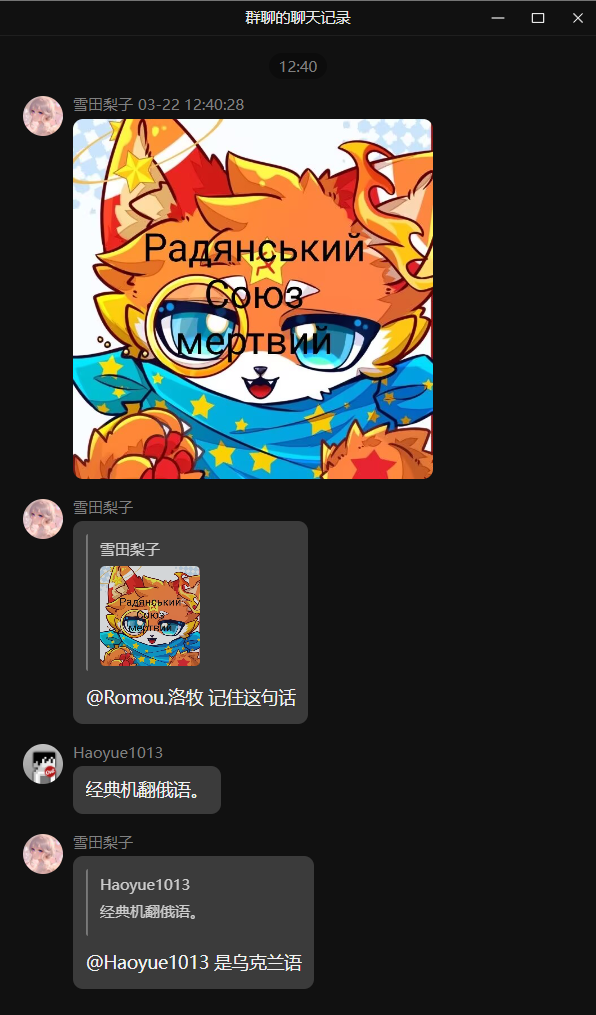 群聊的聊天记录
12:40
雪田梨子 03-22 12:40:28
Радянський
Союз
мертвий
雪田梨子
雪田梨子
Радянський
Союз
мертвий
@Romou.洛牧 记住这句话
Haoyue1013
经典机翻俄语。
雪田梨子
Haoyue1013
经典机翻俄语。
@Haoyue1013 是乌克兰语